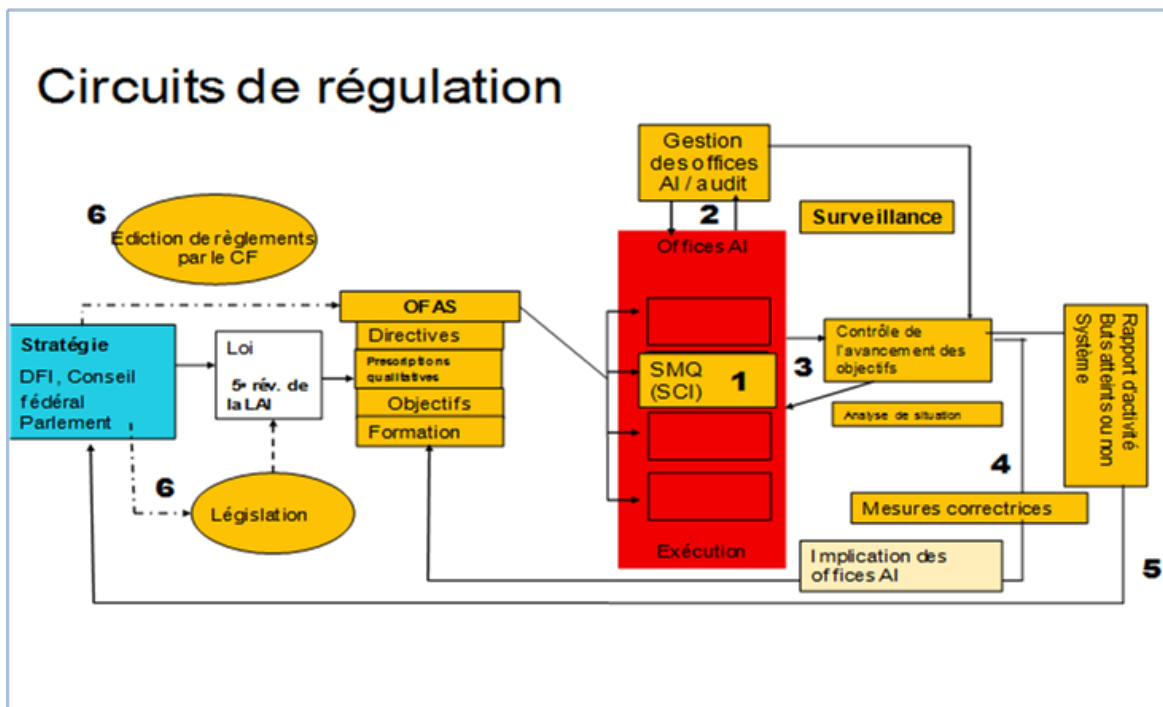 Circuits de régulation
Gestion
des offices
AI / audit
2
6
Ediction de règlements
par le CF
Surveillance
Offices AI
OFAS
Directives
Prescriptions
qualitatives
Objectifs
Formation
Stratégie
DFI, Conseil
fédéral
Parlement
Loi
5e rév. de
la LAI
SMQ
(SCI)
1
3
Contrôle de
l'avancement des
objectifs
Analyse de situation
Rapport d'activité
Buts atteints ou non
Système
4
6
Législation
Mesures correctrices
Exécution
Implication des
offices AI
5